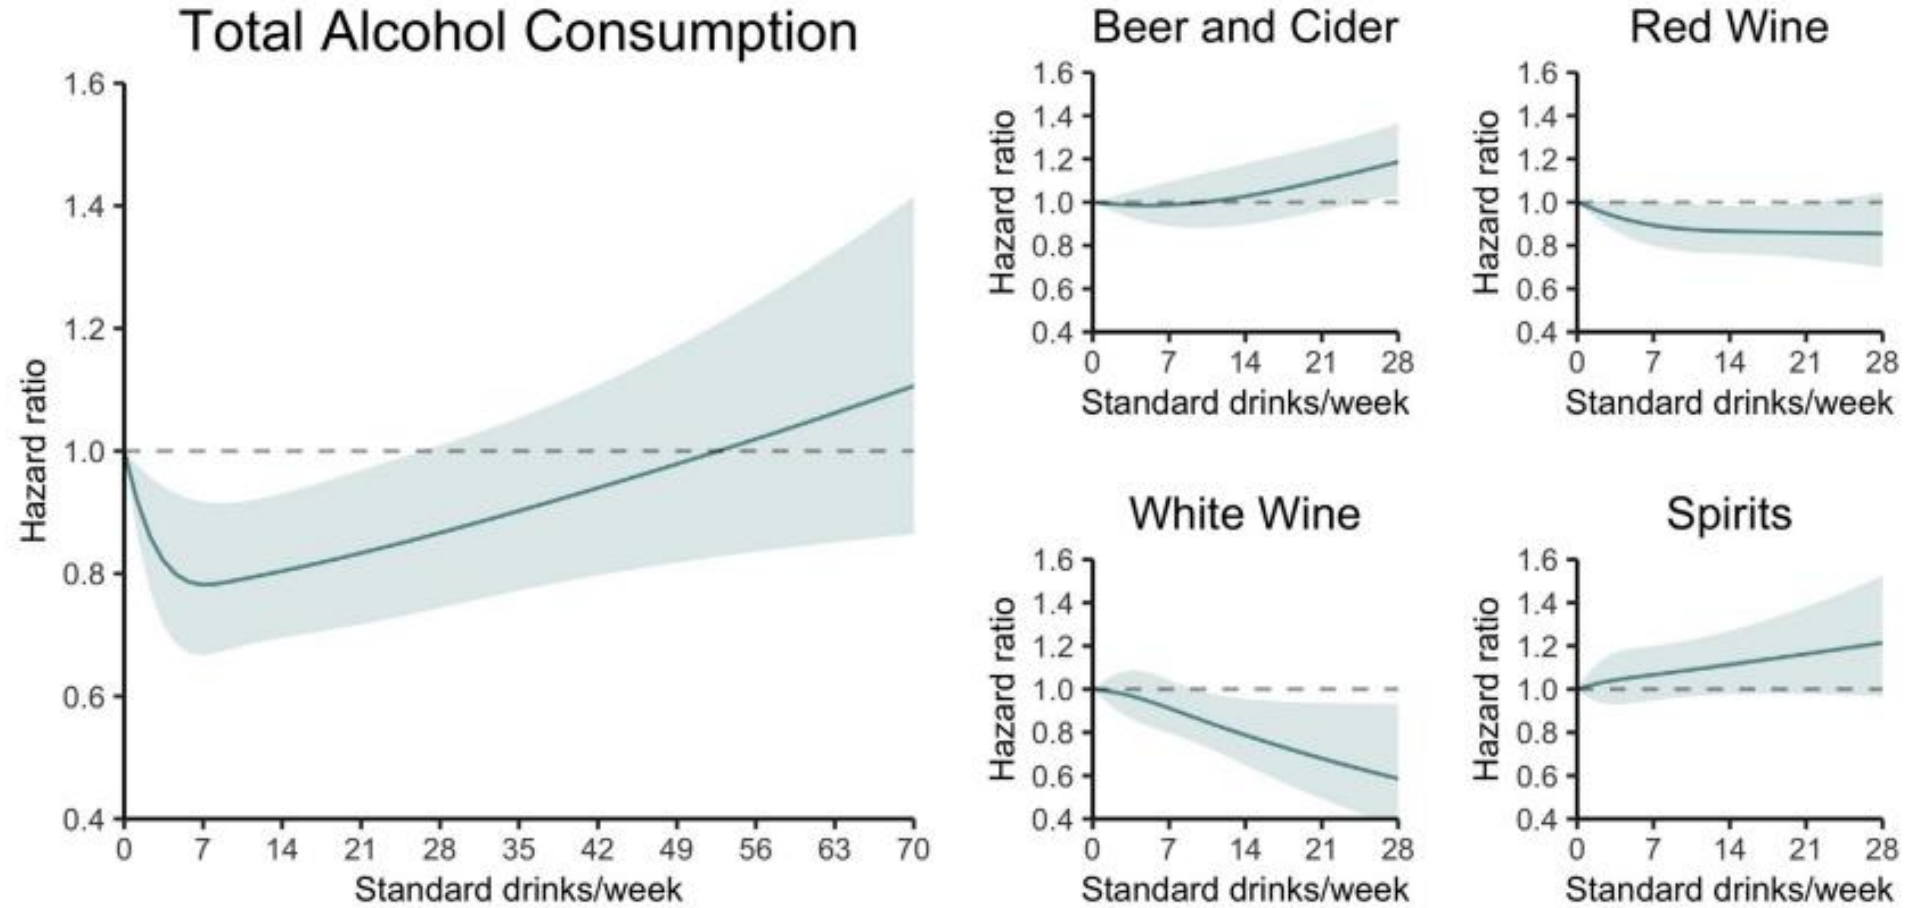 Total Alcohol Consumption
Hazard ratio
1.6
1.4
1.2
1.0
0.8
0.6
0.4
0 7 14 21 28 35 42 49 56 63 70
Standard drinks/week
Beer and Cider
Hazard ratio
1.6
1.4
1.2
1.0
0.8
0.6
0.4
0 7 14 21 28
Standard drinks/week
Red Wine
Hazard ratio
1.6
1.4
1.2
1.0
0.8
0.6
0.4
0 7 14 21 28
Standard drinks/week
White Wine
Hazard ratio
1.6
1.4
1.2
1.0
0.8
0.6
0.4
0 7 14 21 28
Standard drinks/week
Spirits
Hazard ratio
1.6
1.4
1.2
1.0
0.8
0.6
0.4
0 7 14 21 28
Standard drinks/week